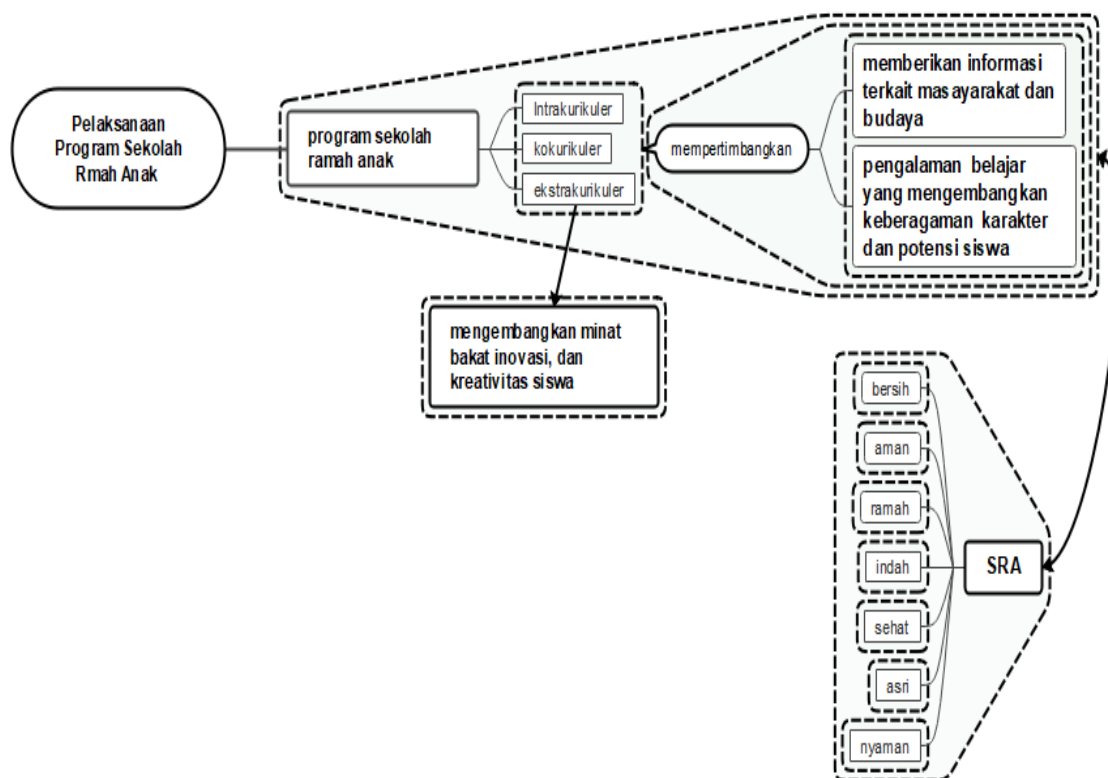 Pelaksanaan
Program Sekolah
Rmah Anak
program sekolah
ramah anak
Intrakurikuler
kokurikuler
ekstrakurikuler
mempertimbangkan
memberikan informasi
terkait masayarakat dan
budaya
pengalaman belajar
yang mengembangkan
keberagaman karakter
dan potensi siswa
mengembangkan minat
bakat inovasi, dan
kreativitas siswa
bersih
aman
ramah
indah
sehat
asri
nyaman
SRA